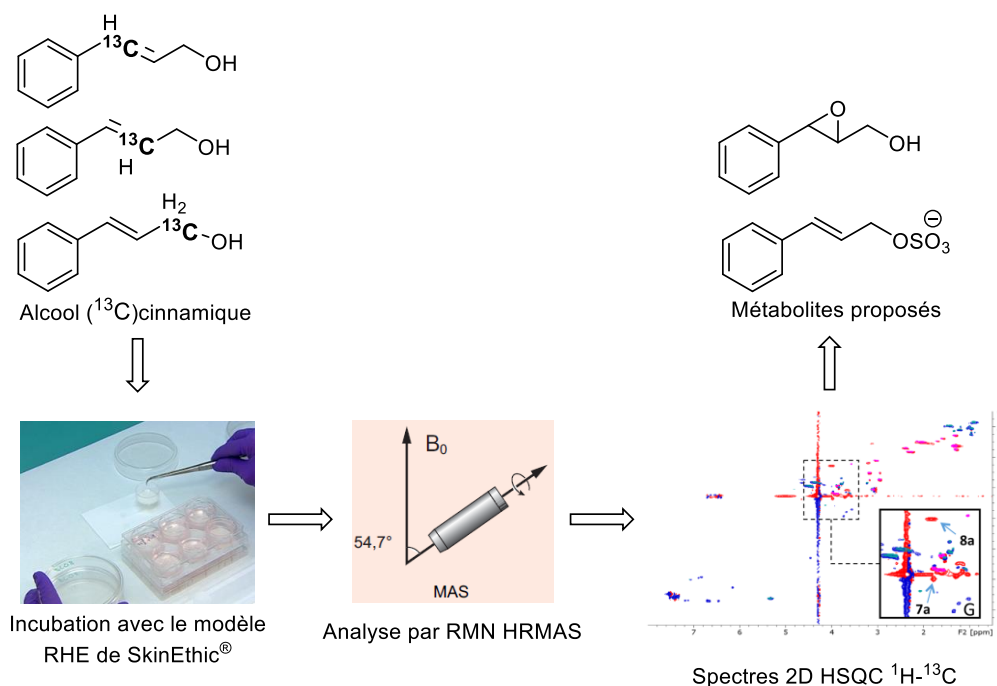 H
13C
OH
13C
OH
H
H2
13C
OH
Alcool (13C)cinnamique
O
OH
OSO3
Métabolites proposés
B0
54,7°
MAS
8a
7a
G
7
6
5
4
3
2
F2 [ppm]
Incubation avec le modèle
RHE de SkinEthic®
Analyse par RMN HRMAS
Spectres 2D HSQC 1H-13C